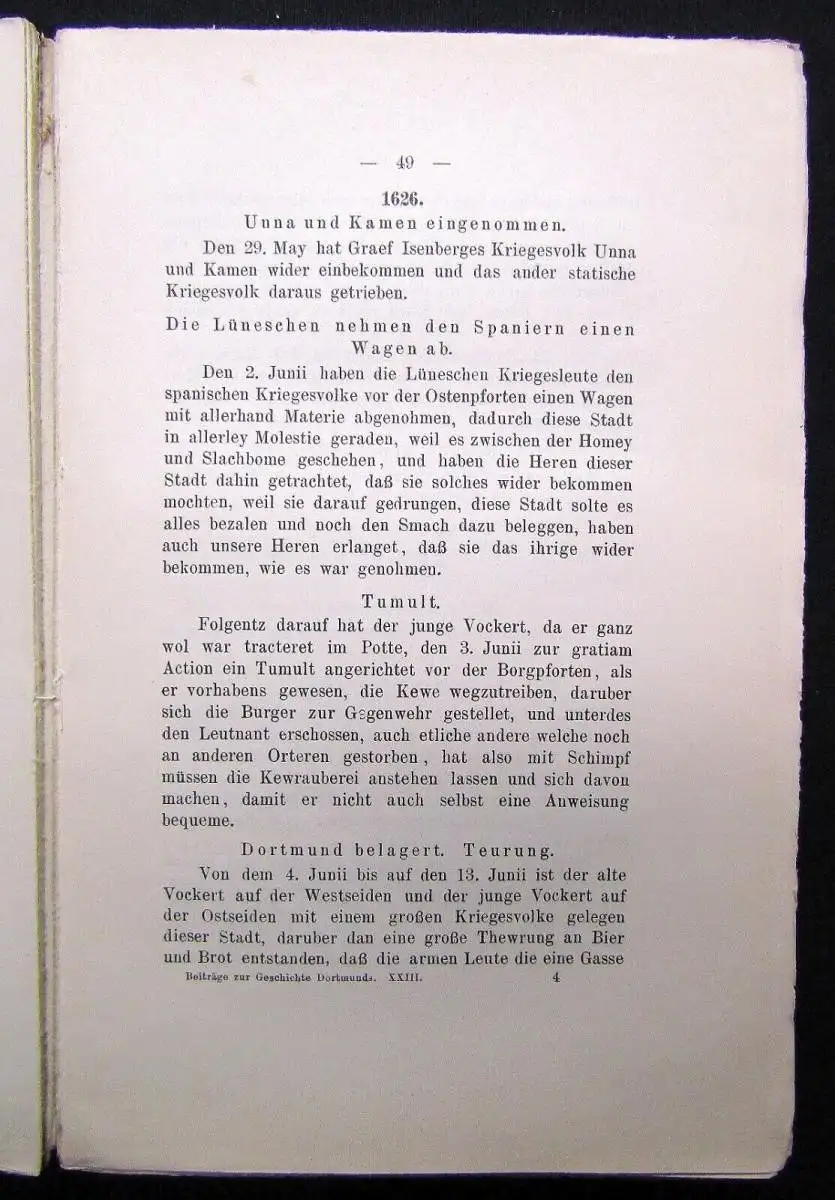 — 49 —
1626.
Unna und Kamen eingenommen.
Den 29. May hat Graef Isenberges Kriegesvolk Unna
und Kamen wider einbekommen und das ander statische
Kriegesvolk daraus getrieben.
Die Lüneschen nehmen den Spaniern einen
Wagen ab.
Den 2. Junii haben die Lüneschen Kriegesleute den
spanischen Kriegesvolke vor der Ostenpforten einen Wagen
mit allerhand Materie abgenohmen, dadurch diese Stadt
in allerley Molestie geraden, weil es zwischen der Homey
und Slachbome geschehen, und haben die Heren dieser
Stadt dahin getrachtet, daß sie solches wider bekommen
mochten, weil sie darauf gedrungen, diese Stadt solte es
alles bezalen und noch den Smach dazu beleggen, haben
auch unsere Heren erlanget, daß sie das ihrige wider
bekommen, wie es war genohmen.
Tumult.
Folgentz darauf hat der junge Vockert, da er ganz
wol war tracteret im Potte, den 3. Junii zur gratiam
Action ein Tumult angerichtet vor der Borgpforten, als
er vorhabens gewesen, die Kewe wegzutreiben, daruber
sich die Burger zur Gegenwehr gestellet, und unterdes
den Leutnant erschossen, auch etliche andere welche noch
an anderen Orteren gestorben, hat also mit Schimpf
müssen die Kewrauberei anstehen lassen und sich davon
machen, damit er nicht auch selbst eine Anweisung
bequeme.
Dortmund belagert. Teurung.
Von dem 4. Junii bis auf den 13. Junii ist der alte
Vockert auf der Westseiden und der junge Vockert auf
der Ostseiden mit einem großen Kriegesvolke gelegen
dieser Stadt, daruber dan eine große Thewrung an Bier
und Brot entstanden, daß die armen Leute die eine Gasse
Beiträge zur Geschichte Dortmunds. XXIII. 4